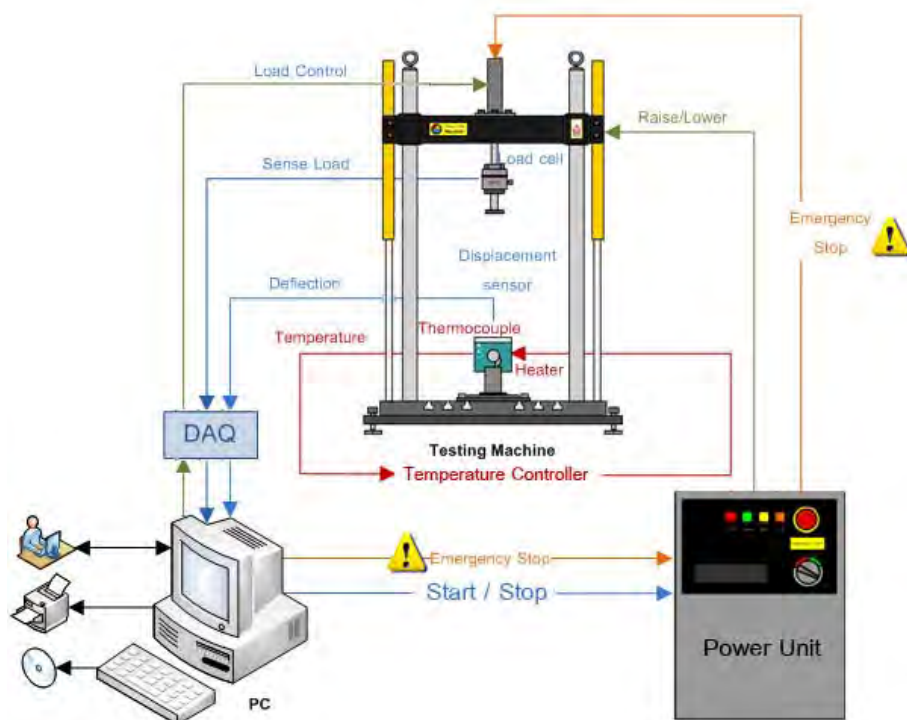 Load Control
Raise/Lower
Load cell
Sense Load
Emergency
Stop
Displacement
sensor
Deflection
Temperature
Thermocouple
Heater
DAQ
Testing Machine
Temperature Controller
Emergency Stop
Start / Stop
Power Unit
PC